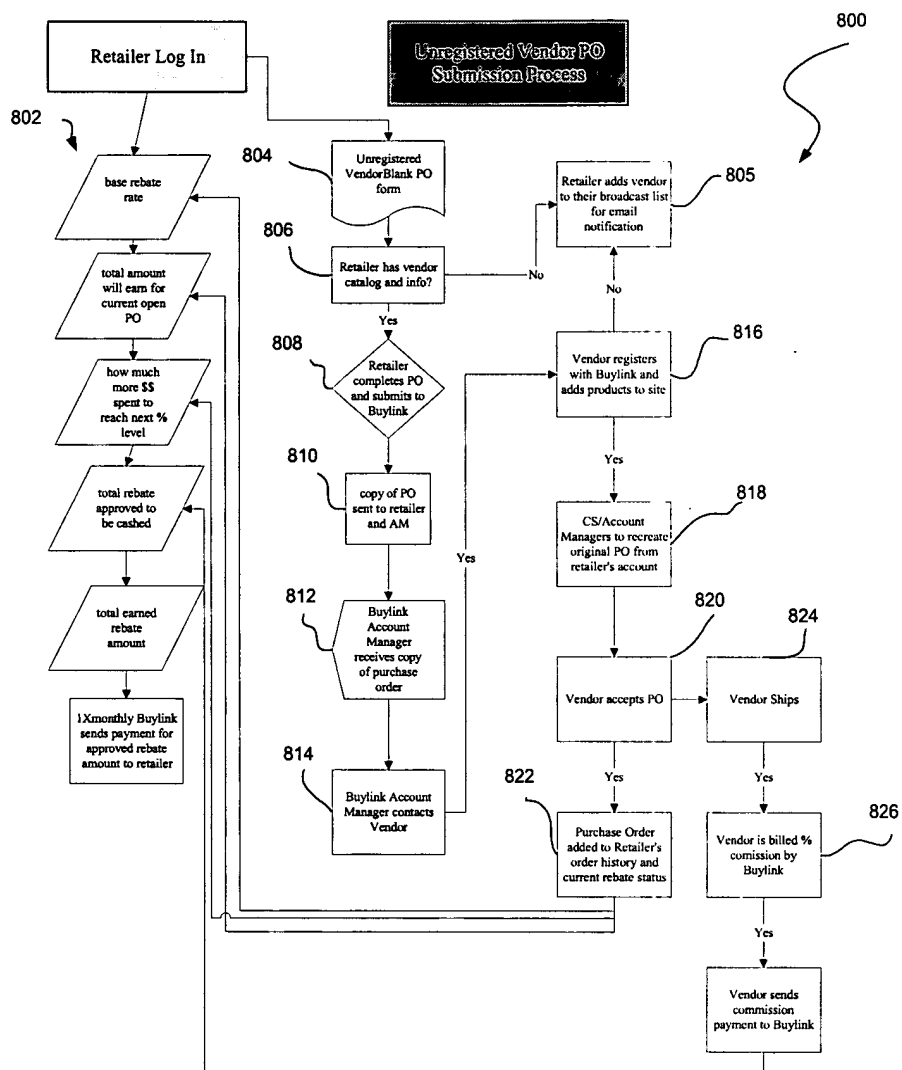 800
Retailer Log In
Unregistered Vendor PO
Submission Process
802
base rebate
rate
total amount
will earn for
current open
PO
how much
more $$
spent to
reach next %
level
total rebate
approved to
be cashed
total earned
rebate
amount
1Xmonthly Buylink
sends payment for
approved rebate
amount to retailer
804
Unregistered
VendorBlank PO
form
806
Retailer has vendor
catalog and info?
No
Yes
808
Retailer
completes PO
and submits to
Buylink
810
copy of PO
sent to retailer
and AM
812
Buylink
Account
Manager
receives copy
of purchase
order
814
Buylink Account
Manager contacts
Vendor
Yes
805
Retailer adds vendor
to their broadcast list
for email
notification
No
816
Vendor registers
with Buylink and
adds products to site
Yes
818
CS/Account
Managers to recreate
original PO from
retailer's account
820
Vendor accepts PO
Yes
822
Purchase Order
added to Retailer's
order history and
current rebate status
824
Vendor Ships
Yes
826
Vendor is billed %
comission by
Buylink
Yes
Vendor sends
commission
payment to Buylink